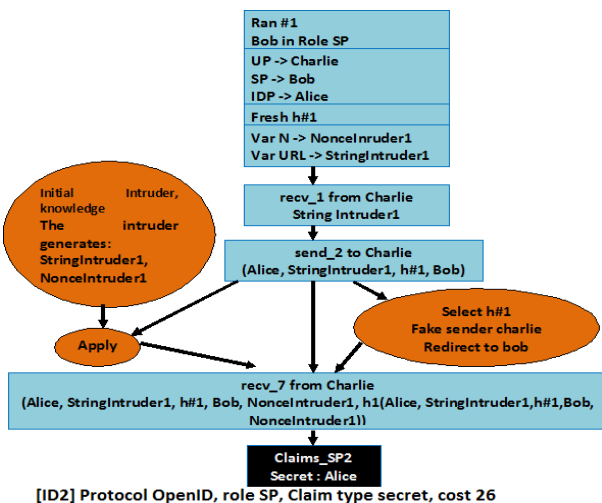 Ran #1
Bob in Role SP
UP -> Charlie
SP -> Bob
IDP -> Alice
Fresh h#1
Var N -> NonceInruder1
Var URL -> StringIntruder1
Initial Intruder,
knowledge
The intruder
generates:
StringIntruder1,
NonceIntruder1
recv_1 from Charlie
String Intruder1
send_2 to Charlie
(Alice, StringIntruder1, h#1, Bob)
Apply
Select h#1
Fake sender charlie
Redirect to bob
recv_7 from Charlie
(Alice, StringIntruder1, h#1, Bob, NonceIntruder1, h1(Alice, StringIntruder1,h#1,Bob,
NonceIntruder1))
Claims_SP2
Secret : Alice
[ID2] Protocol OpenID, role SP, Claim type secret, cost 26